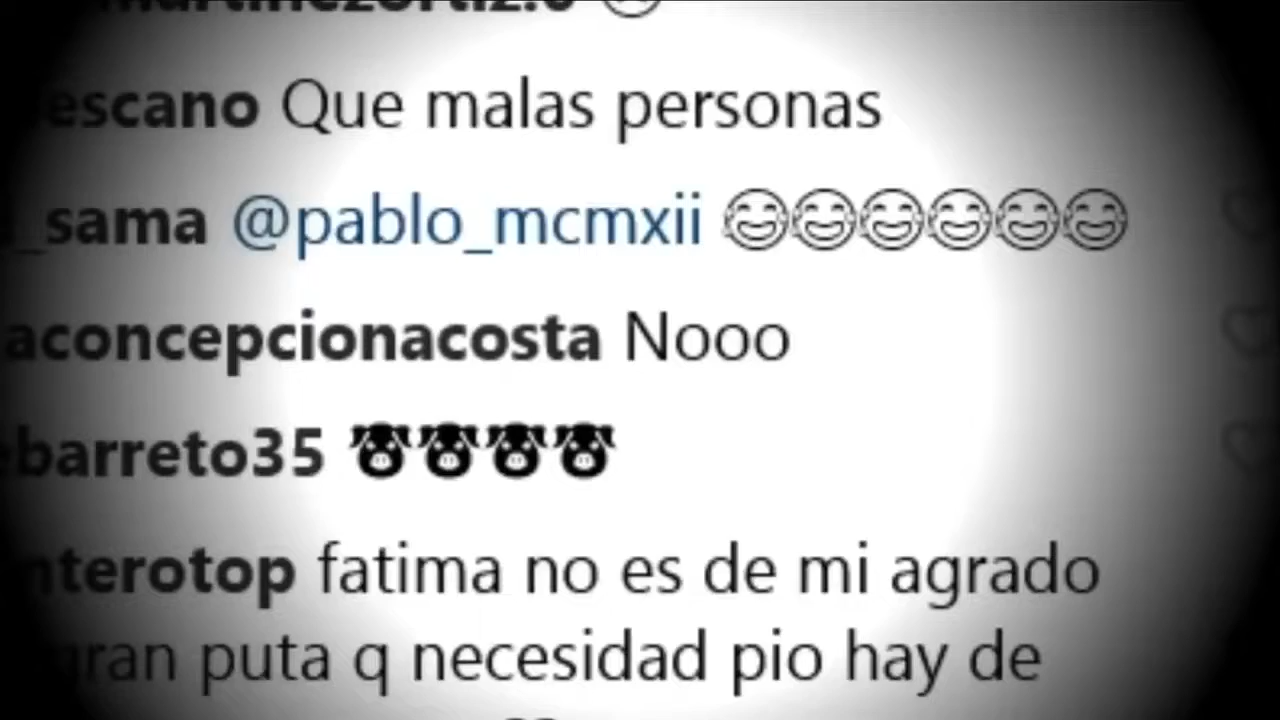 escano Que malas personas
_sama @pablo_mcmxii 😂😂😂😂😂😂
aconcepcionacosta Nooo
barreto35 🐷🐷🐷🐷
nterotop fatima no es de mi agrado
gran puta q necesidad pio hay de